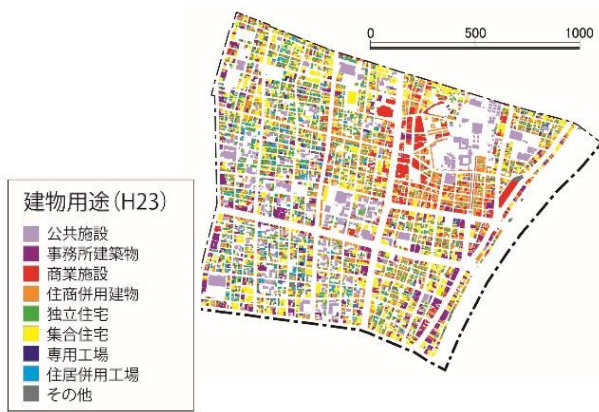 0 500 1000
建物用途(H23)
公共施設
事務所建築物
商業施設
住商併用建物
独立住宅
集合住宅
専用工場
住居併用工場
その他